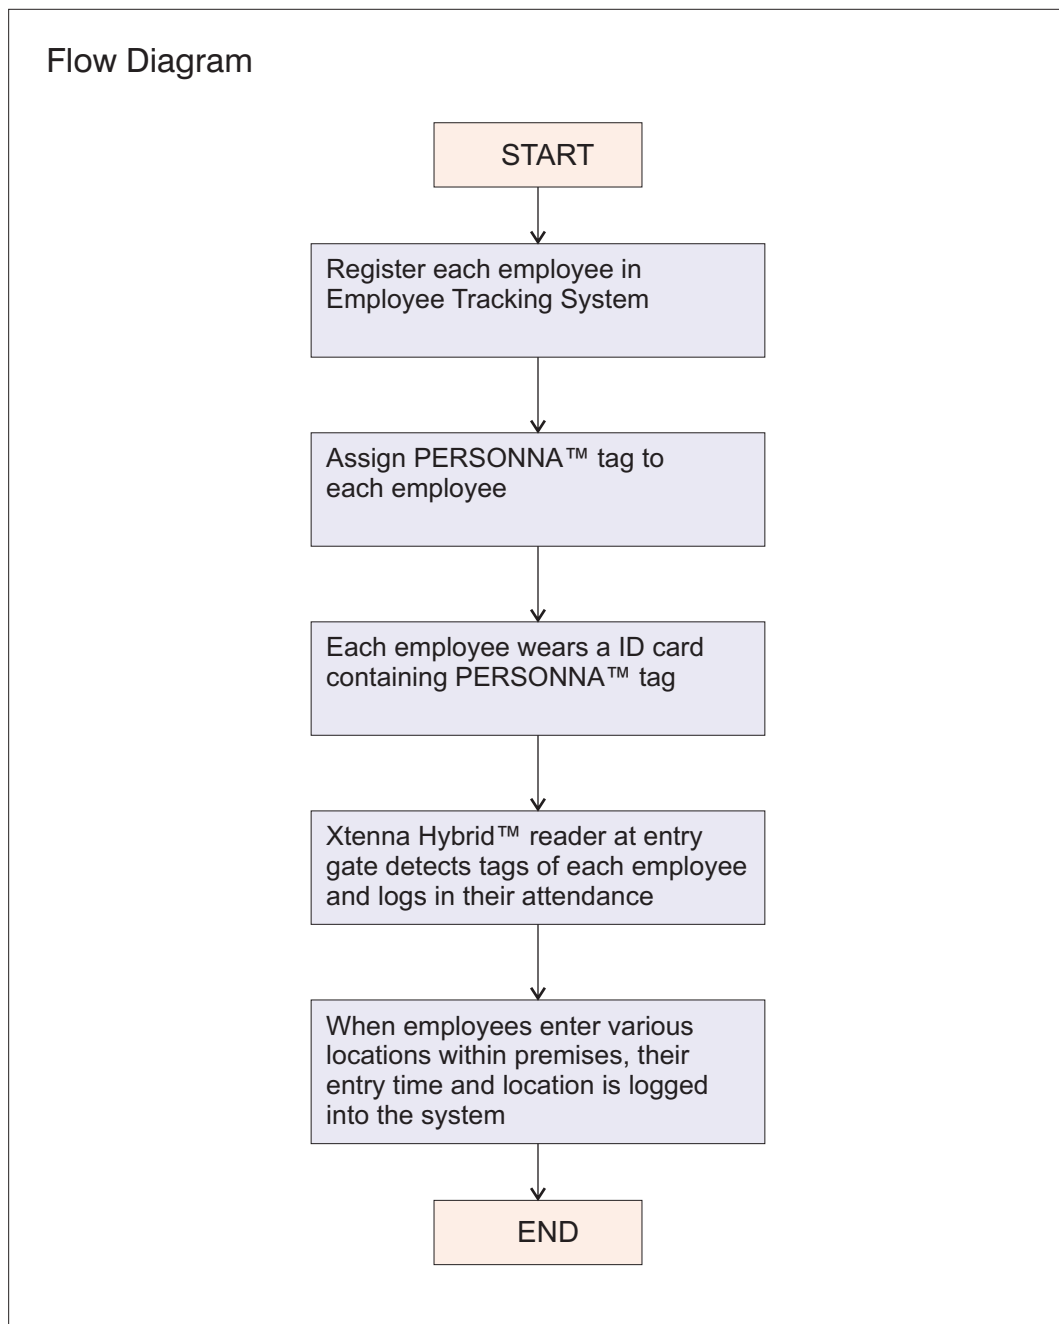 Flow Diagram
START
Register each employee in
Employee Tracking System
Assign PERSONNA™ tag to
each employee
Each employee wears a ID card
containing PERSONNA™ tag
Xtenna Hybrid™ reader at entry
gate detects tags of each employee
and logs in their attendance
When employees enter various
locations within premises, their
entry time and location is logged
into the system
END